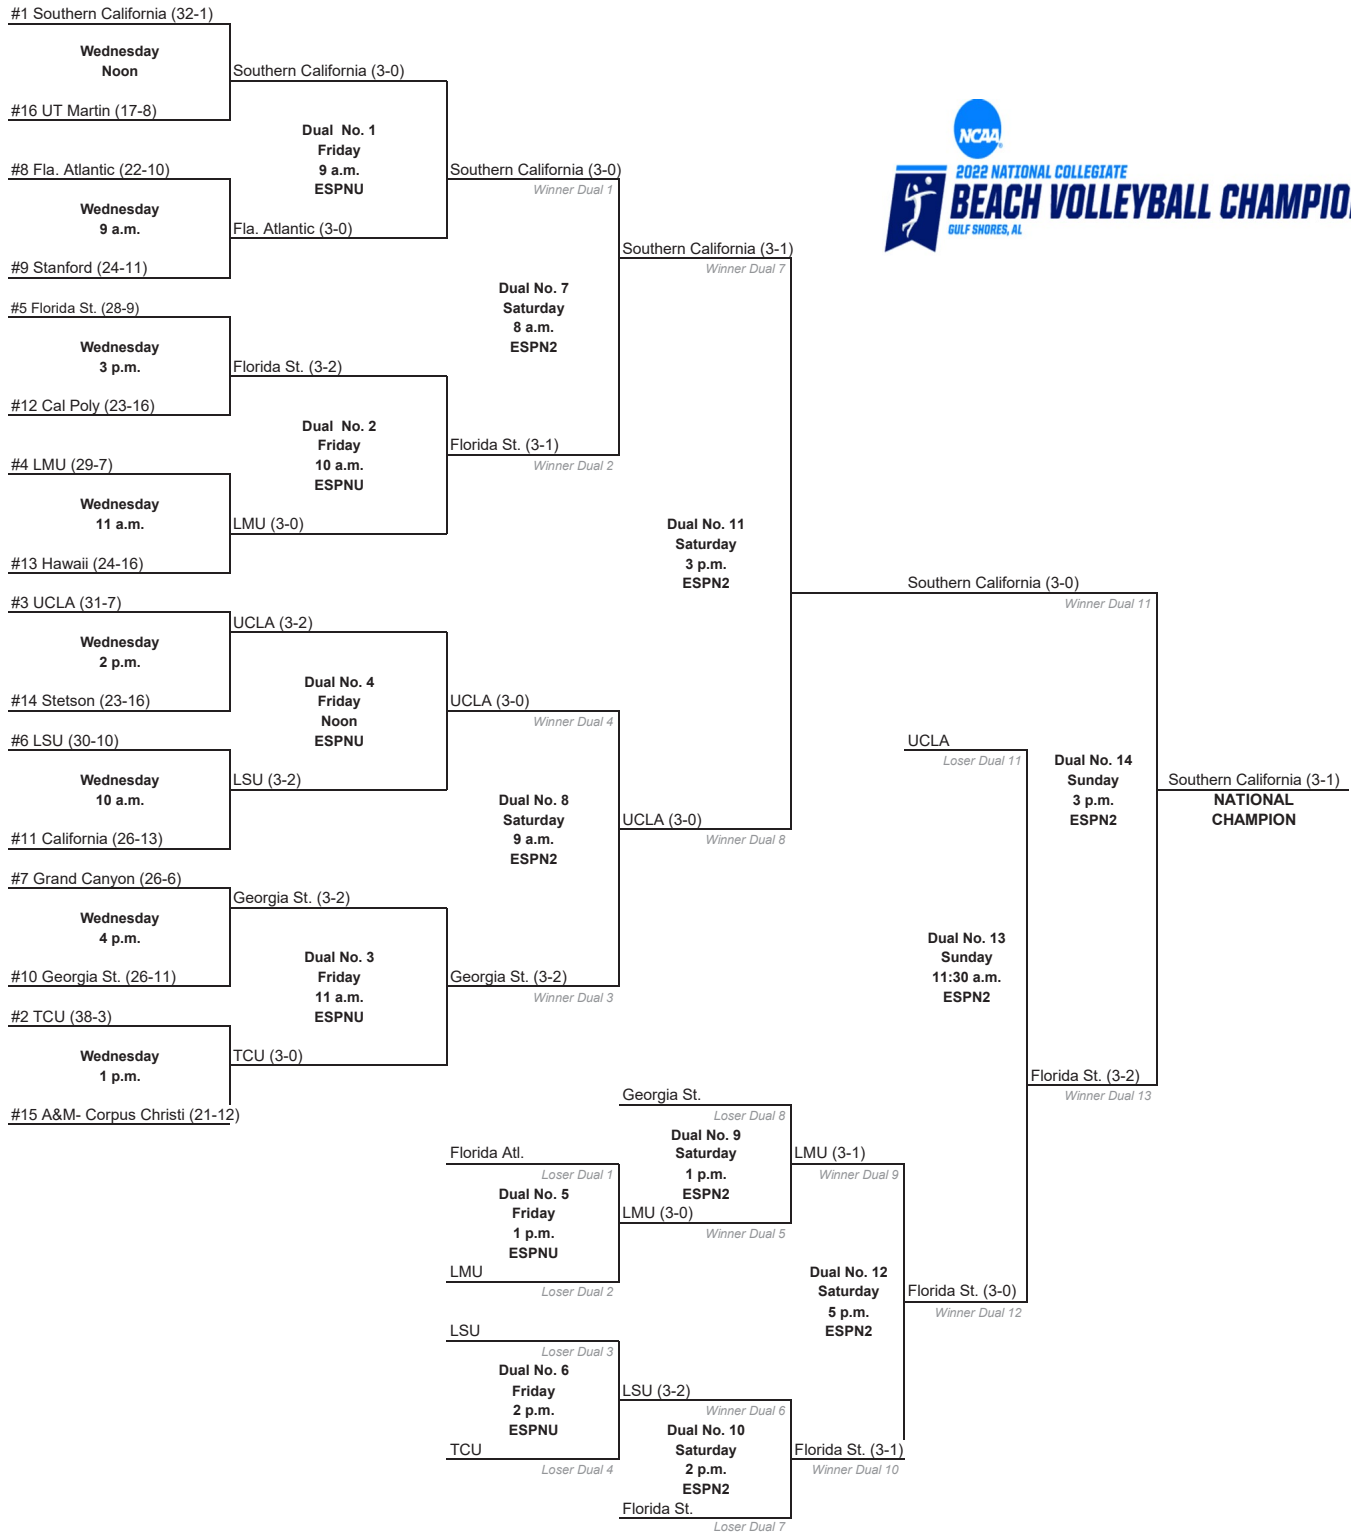 #1 Southern California (32-1)
Wednesday
Noon
#16 UT Martin (17-8)
#8 Fla. Atlantic (22-10)
Wednesday
9 a.m.
#9 Stanford (24-11)
#5 Florida St. (28-9)
Wednesday
3 p.m.
#12 Cal Poly (23-16)
#4 LMU (29-7)
Wednesday
11 a.m.
#13 Hawaii (24-16)
#3 UCLA (31-7)
Wednesday
2 p.m.
#14 Stetson (23-16)
#6 LSU (30-10)
Wednesday
10 a.m.
#11 California (26-13)
#7 Grand Canyon (26-6)
Wednesday
4 p.m.
#10 Georgia St. (26-11)
#2 TCU (38-3)
Wednesday
1 p.m.
#15 A&M- Corpus Christi (21-12)
Southern California (3-0)
Dual No. 1
Friday
9 a.m.
ESPNU
Fla. Atlantic (3-0)
Florida St. (3-2)
Dual No. 2
Friday
10 a.m.
ESPNU
LMU (3-0)
UCLA (3-2)
Dual No. 4
Friday
Noon
ESPNU
LSU (3-2)
Georgia St. (3-2)
Dual No. 3
Friday
11 a.m.
ESPNU
TCU (3-0)
Southern California (3-0)
Winner Dual 1
Dual No. 7
Saturday
8 a.m.
ESPN2
Florida St. (3-1)
Winner Dual 2
UCLA (3-0)
Winner Dual 4
Dual No. 8
Saturday
9 a.m.
ESPN2
Georgia St. (3-2)
Winner Dual 3
Florida Atl.
Loser Dual 1
Dual No. 5
Friday
1 p.m.
ESPNU
LMU
Loser Dual 2
LSU
Loser Dual 3
Dual No. 6
Friday
2 p.m.
ESPNU
TCU
Loser Dual 4
Southern California (3-1)
Winner Dual 7
Dual No. 11
Saturday
3 p.m.
ESPN2
UCLA (3-0)
Winner Dual 8
Georgia St.
Loser Dual 8
Dual No. 9
Saturday
1 p.m.
ESPN2
LMU (3-0)
Winner Dual 5
LSU (3-2)
Winner Dual 6
Dual No. 10
Saturday
2 p.m.
ESPN2
Florida St.
Loser Dual 7
LMU (3-1)
Winner Dual 9
Dual No. 12
Saturday
5 p.m.
ESPN2
Florida St. (3-1)
Winner Dual 10
NCAA
2022 NATIONAL COLLEGIATE
BEACH VOLLEYBALL CHAMPIO
GULF SHORES, AL
Southern California (3-0)
Winner Dual 11
UCLA
Loser Dual 11
Dual No. 13
Sunday
11:30 a.m.
ESPN2
Florida St. (3-0)
Winner Dual 12
Dual No. 14
Sunday
3 p.m.
ESPN2
Florida St. (3-2)
Winner Dual 13
Southern California (3-1)
NATIONAL
CHAMPION